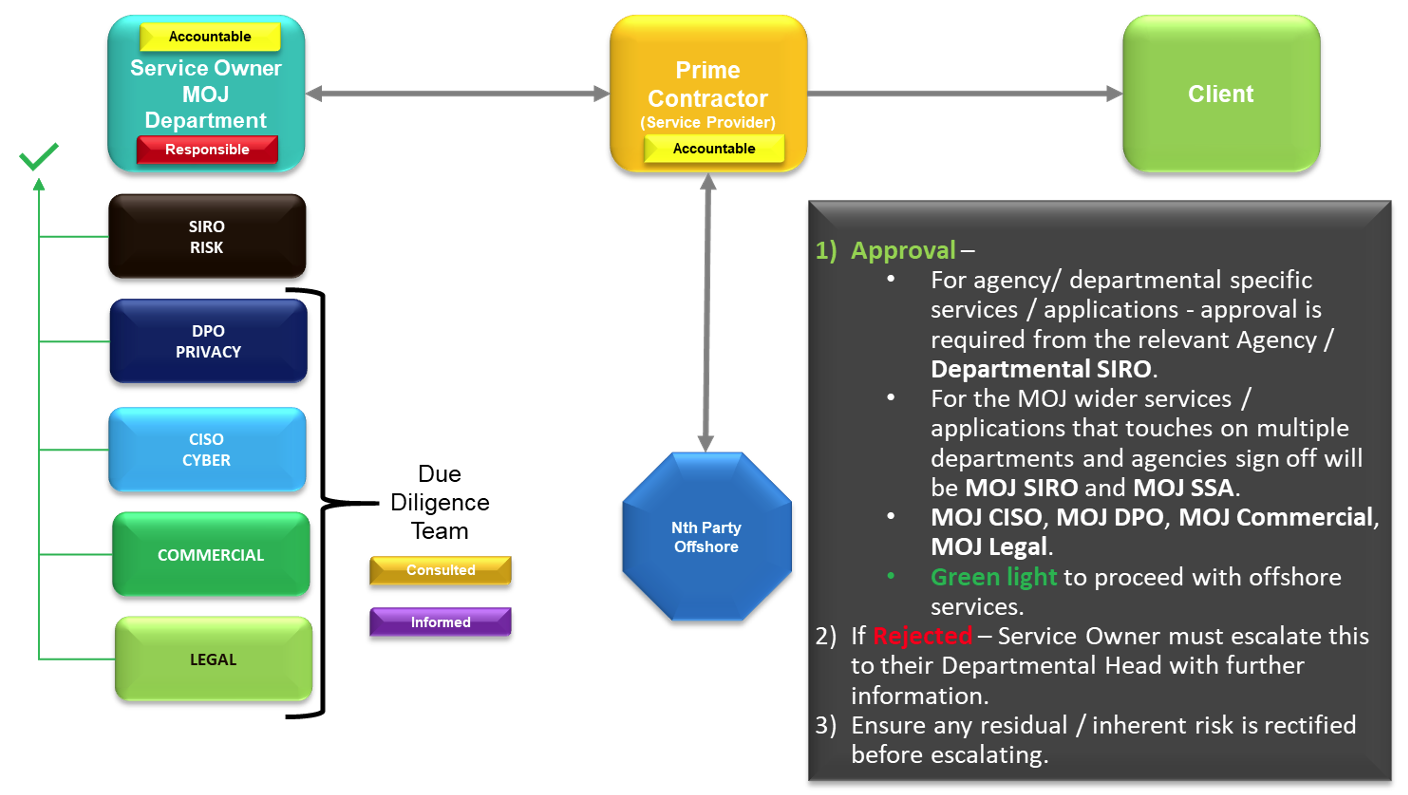 Accountable
Service Owner
MOJ
Department
Responsible
Prime
Contractor
(Service Provider)
Accountable
Client
SIRO
RISK
DPO
PRIVACY
CISO
CYBER
COMMERCIAL
LEGAL
Due
Diligence
Team
Consulted
Informed
Nth Party
Offshore
1) Approval –
• For agency/ departmental specific
services / applications - approval is
required from the relevant Agency /
Departmental SIRO.
• For the MOJ wider services /
applications that touches on multiple
departments and agencies sign off will
be MOJ SIRO and MOJ SSA.
• MOJ CISO, MOJ DPO, MOJ Commercial,
MOJ Legal.
• Green light to proceed with offshore
services.
2) If Rejected – Service Owner must escalate this
to their Departmental Head with further
information.
3) Ensure any residual / inherent risk is rectified
before escalating.